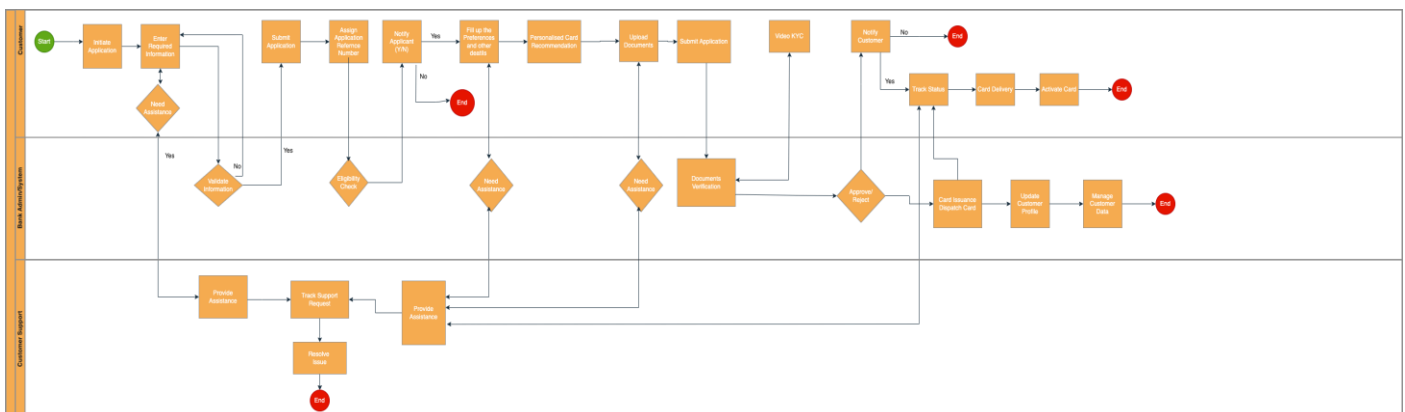 Customer
Start
Initiate
Application
Enter
Required
Information
Submit
Application
Assign
Application
Refernce
Number
Notify
Applicant
(Y/N)
Yes
No
End
Fill up the
Preferences
and other
deatils
Personalised Card
Recommendation
Upload
Documents
Submit Application
Video KYC
Notify
Customer
No
End
Yes
Track Status
Card Delivery
Activate Card
End
Need
Assistance
Yes
Bank Admin/System
Validate
Information
No
Yes
Eligibility
Check
Need
Assistance
Need
Assistance
Documents
Verification
Approve/
Reject
Card Issuance
Dispatch Card
Update
Customer
Profile
Manage
Customer
Data
End
Customer Support
Provide
Assistance
Track Support
Request
Provide
Assistance
Resolve
Issue
End